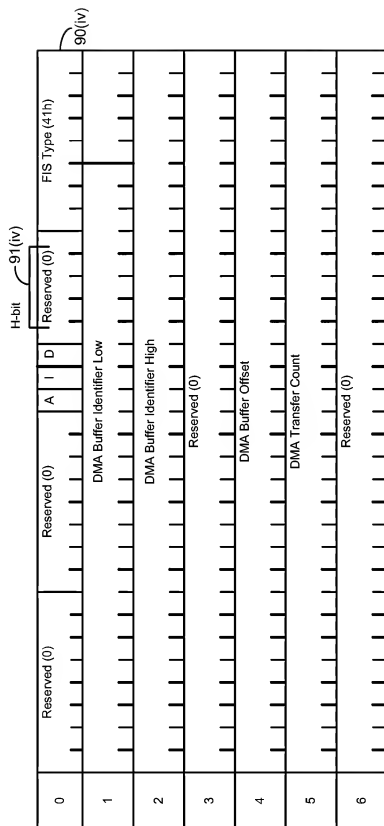 90(iv)
H-bit
91(iv)
0 Reserved (0) Reserved (0) A I D Reserved (0) FIS Type (41h)
1 DMA Buffer Identifier Low
2 DMA Buffer Identifier High
3 Reserved (0)
4 DMA Buffer Offset
5 DMA Transfer Count
6 Reserved (0)